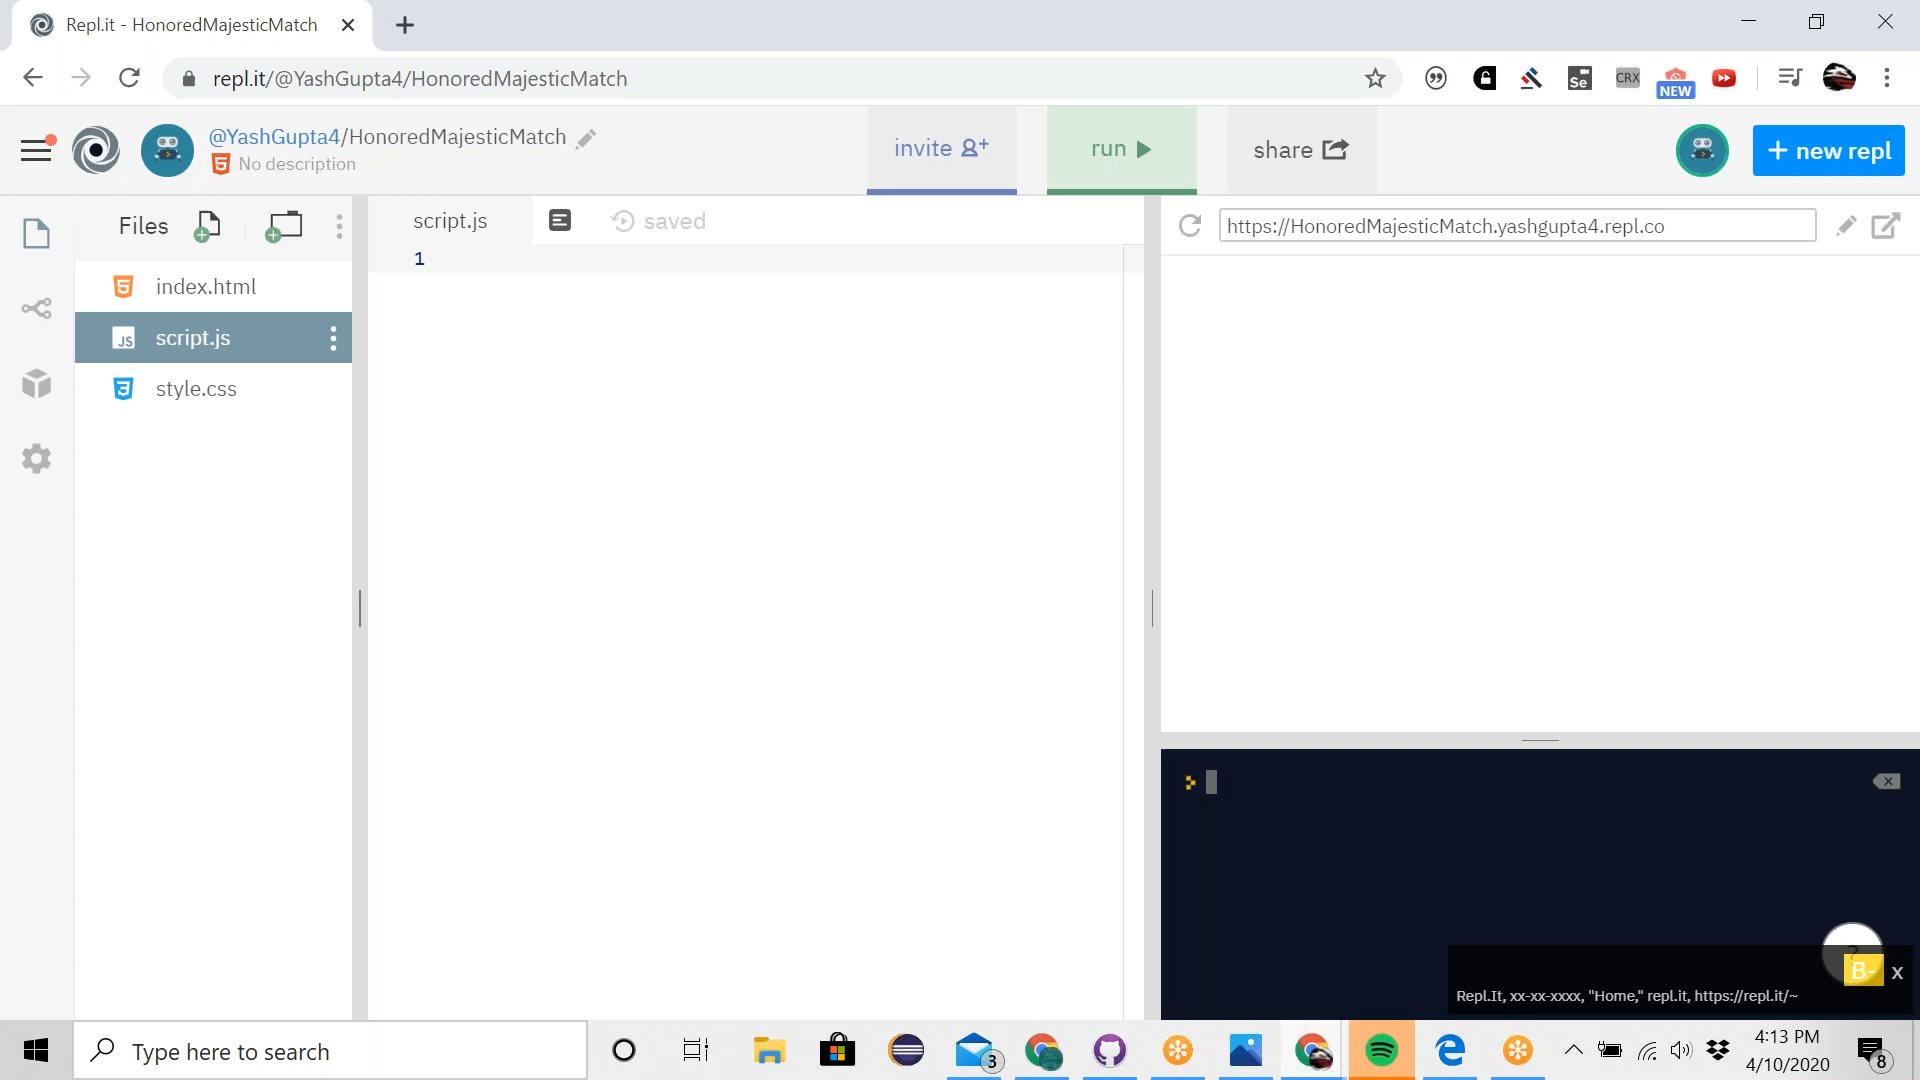 Repl.it - HonoredMajesticMatch
repl.it/@YashGupta4/HonoredMajesticMatch
Se
CRX
NEW
@YashGupta4/HonoredMajesticMatch
No description
invite
run
share
+ new repl
Files
script.js
saved
https://HonoredMajesticMatch.yashgupta4.repl.co
1
index.html
JS
script.js
style.css
B-
x
Repl.It, xx-xx-xxxx, "Home," repl.it, https://repl.it/~
Type here to search
3
4:13 PM
4/10/2020
8